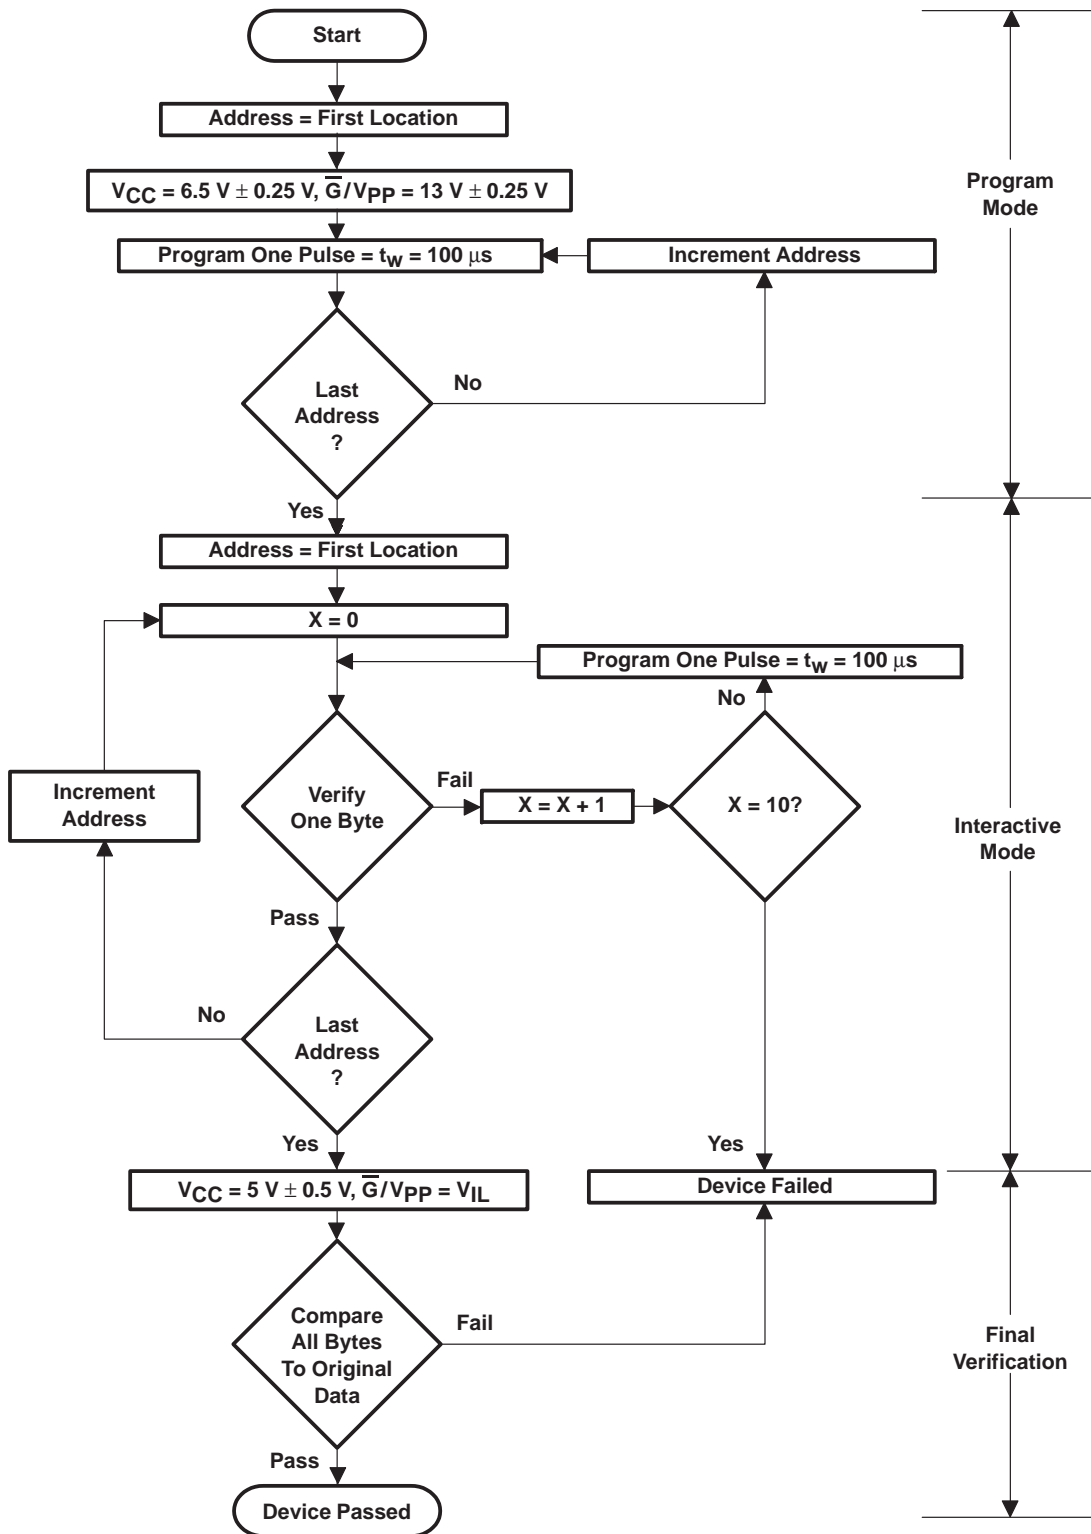 Start
Address = First Location
VCC = 6.5 V ± 0.25 V, G̅/VPP = 13 V ± 0.25 V
Program One Pulse = tw = 100 μs
Increment Address
Last
Address
?
No
Yes
Program
Mode
Address = First Location
X = 0
Program One Pulse = tw = 100 μs
No
Increment
Address
Verify
One Byte
Fail
X = X + 1
X = 10?
Interactive
Mode
Pass
No
Last
Address
?
Yes
Yes
VCC = 5 V ± 0.5 V, G̅/VPP = VIL
Device Failed
Compare
All Bytes
To Original
Data
Fail
Final
Verification
Pass
Device Passed